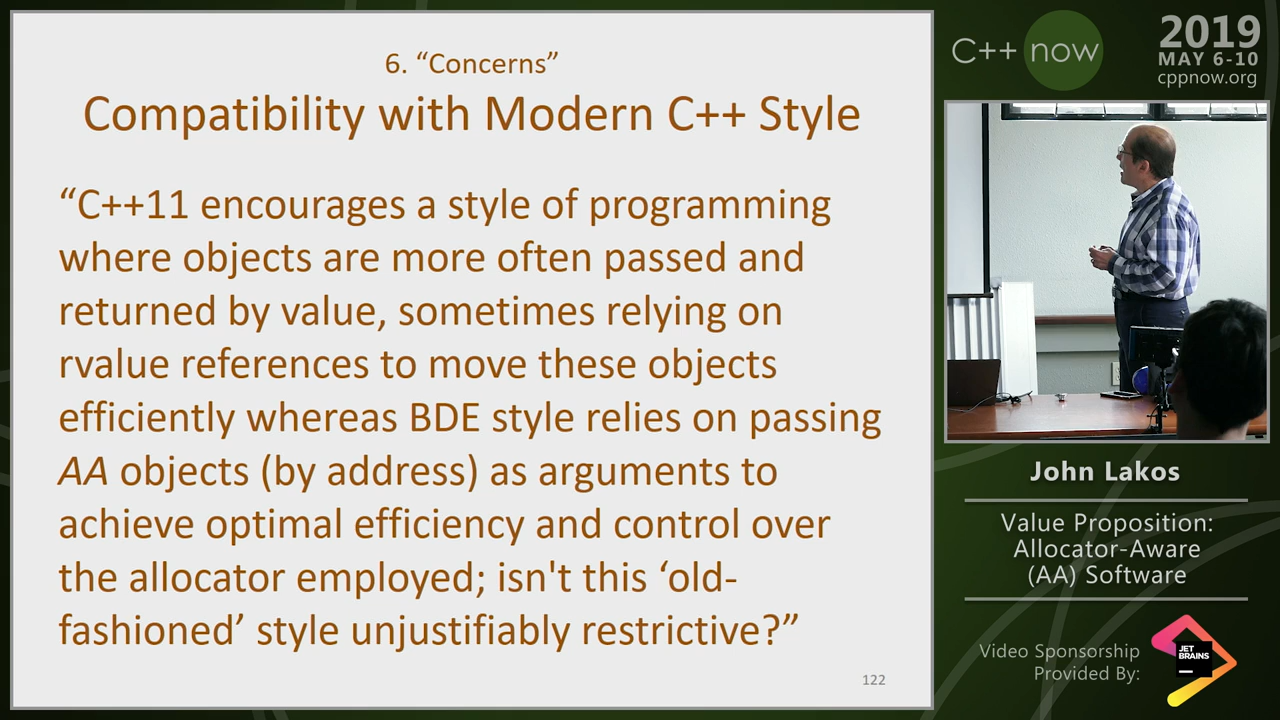 6. “Concerns”
Compatibility with Modern C++ Style
“C++11 encourages a style of programming
where objects are more often passed and
returned by value, sometimes relying on
rvalue references to move these objects
efficiently whereas BDE style relies on passing
AA objects (by address) as arguments to
achieve optimal efficiency and control over
the allocator employed; isn't this ‘old-
fashioned’ style unjustifiably restrictive?”
122
C++ now
2019
MAY 6-10
cppnow.org
John Lakos
Value Proposition:
Allocator-Aware
(AA) Software
Video Sponsorship
Provided By:
JET
BRAINS